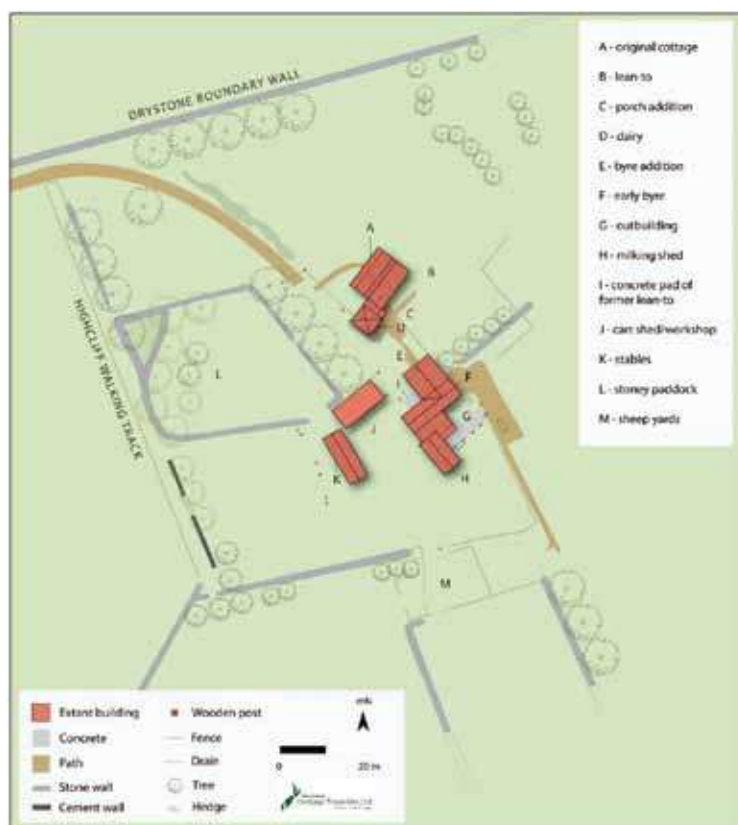 DRYSTONE BOUNDARY WALL
HIGHCLIFF WALKING TRACK
A
B
C
D
E
F
I
G
L
J
K
H
M
A - original cottage
B - lean-to
C - porch addition
D - dairy
E - byre addition
F - early byre
G - outbuilding
H - milking shed
I - concrete pad of
former lean-to
J - cart shed/workshop
K - stables
L - stoney paddock
M - sheep yards
Extant building
Concrete
Path
Stone wall
Cement wall
Wooden post
Fence
Drain
Tree
Hedge
0 20 m